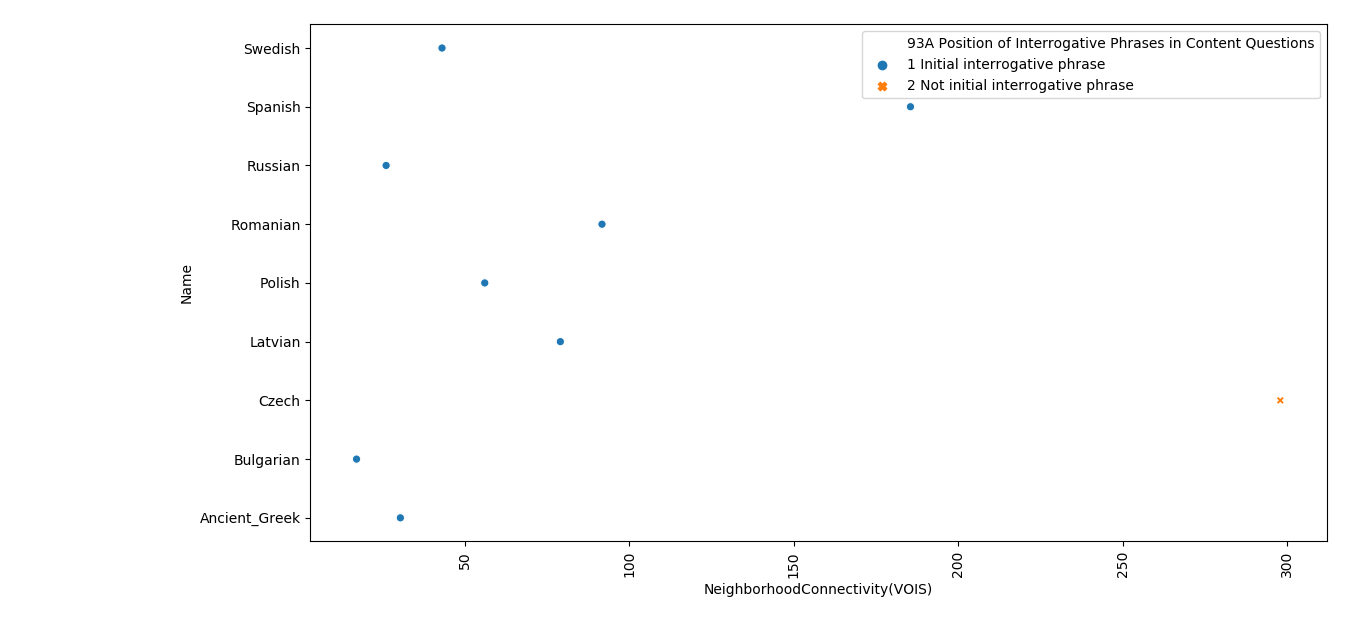 93A Position of Interrogative Phrases in Content Questions
1 Initial interrogative phrase
2 Not initial interrogative phrase
Swedish
Spanish
Russian
Romanian
Polish
Latvian
Czech
Bulgarian
Ancient_Greek
Name
50
100
150
200
250
300
NeighborhoodConnectivity(VOIS)